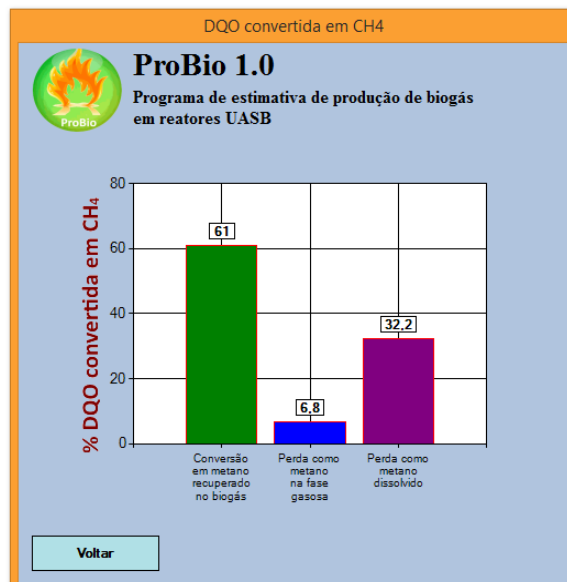 DQO convertida em CH4
ProBio 1.0
Programa de estimativa de produção de biogás
em reatores UASB
ProBio
% DQO convertida em CH₄
80
60
40
20
0
61
6,8
32,2
Conversão
em metano
recuperado
no biogás
Perda como
metano
na fase
gasosa
Perda como
metano
dissolvido
Voltar